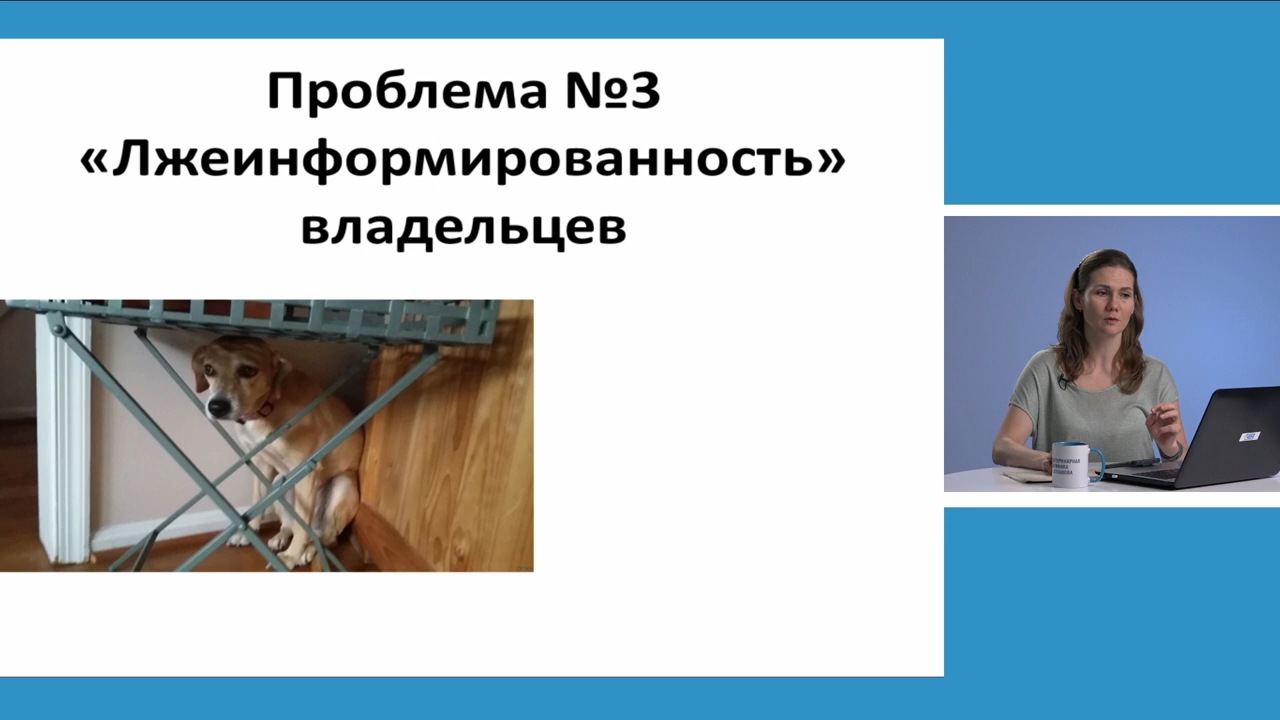 Проблема №3
«Лжеинформированность»
владельцев